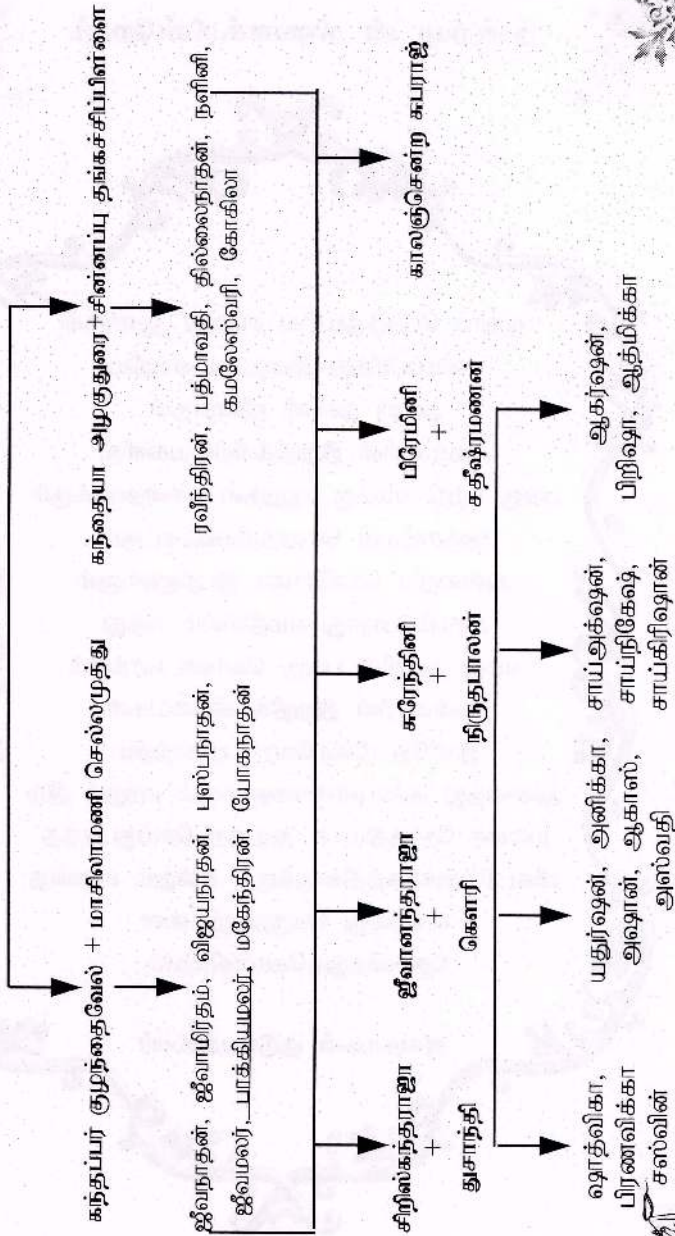 கந்தப்பர் குழந்தைவேல் + மாசிலாமணி செல்லமுத்து
கந்தையா அழகுதுரை சின்னப்பு தங்கச்சிப்பிள்ளை
ஜீவநாதன், ஜீவாமிர்தம், விஜயநாதன், புஸ்பநாதன்,
ஜீவமலர், பாக்கியமலர், மகேந்திரன், யோகநாதன்
ரவீந்திரன், பத்மாவதி, தில்லைநாதன், நளினி,
கமலேஸ்வரி, கோகிலா
சிறிஸ்கந்தராஜா
+
துசாந்தி
ஜீவானந்தராஜா
+
கௌரி
சுரேந்தினி
+
நிருதபாலன்
பிரேமினி
+
சதீஷ்ரமணன்
காலஞ்சென்ற சுபராஜ்
ஷாத்விகா,
பிரணவிக்கா
சஸ்வின்
யதுர்ஷன், அனிக்கா,
அஷான், ஆகாஸ்,
அஸ்வதி
சாய்அக்‌ஷன்,
சாய்நிகேஷ்,
சாய்கிரிஷான்
ஆகர்ஷன்
பிறிஷா ஆத்மிக்கா